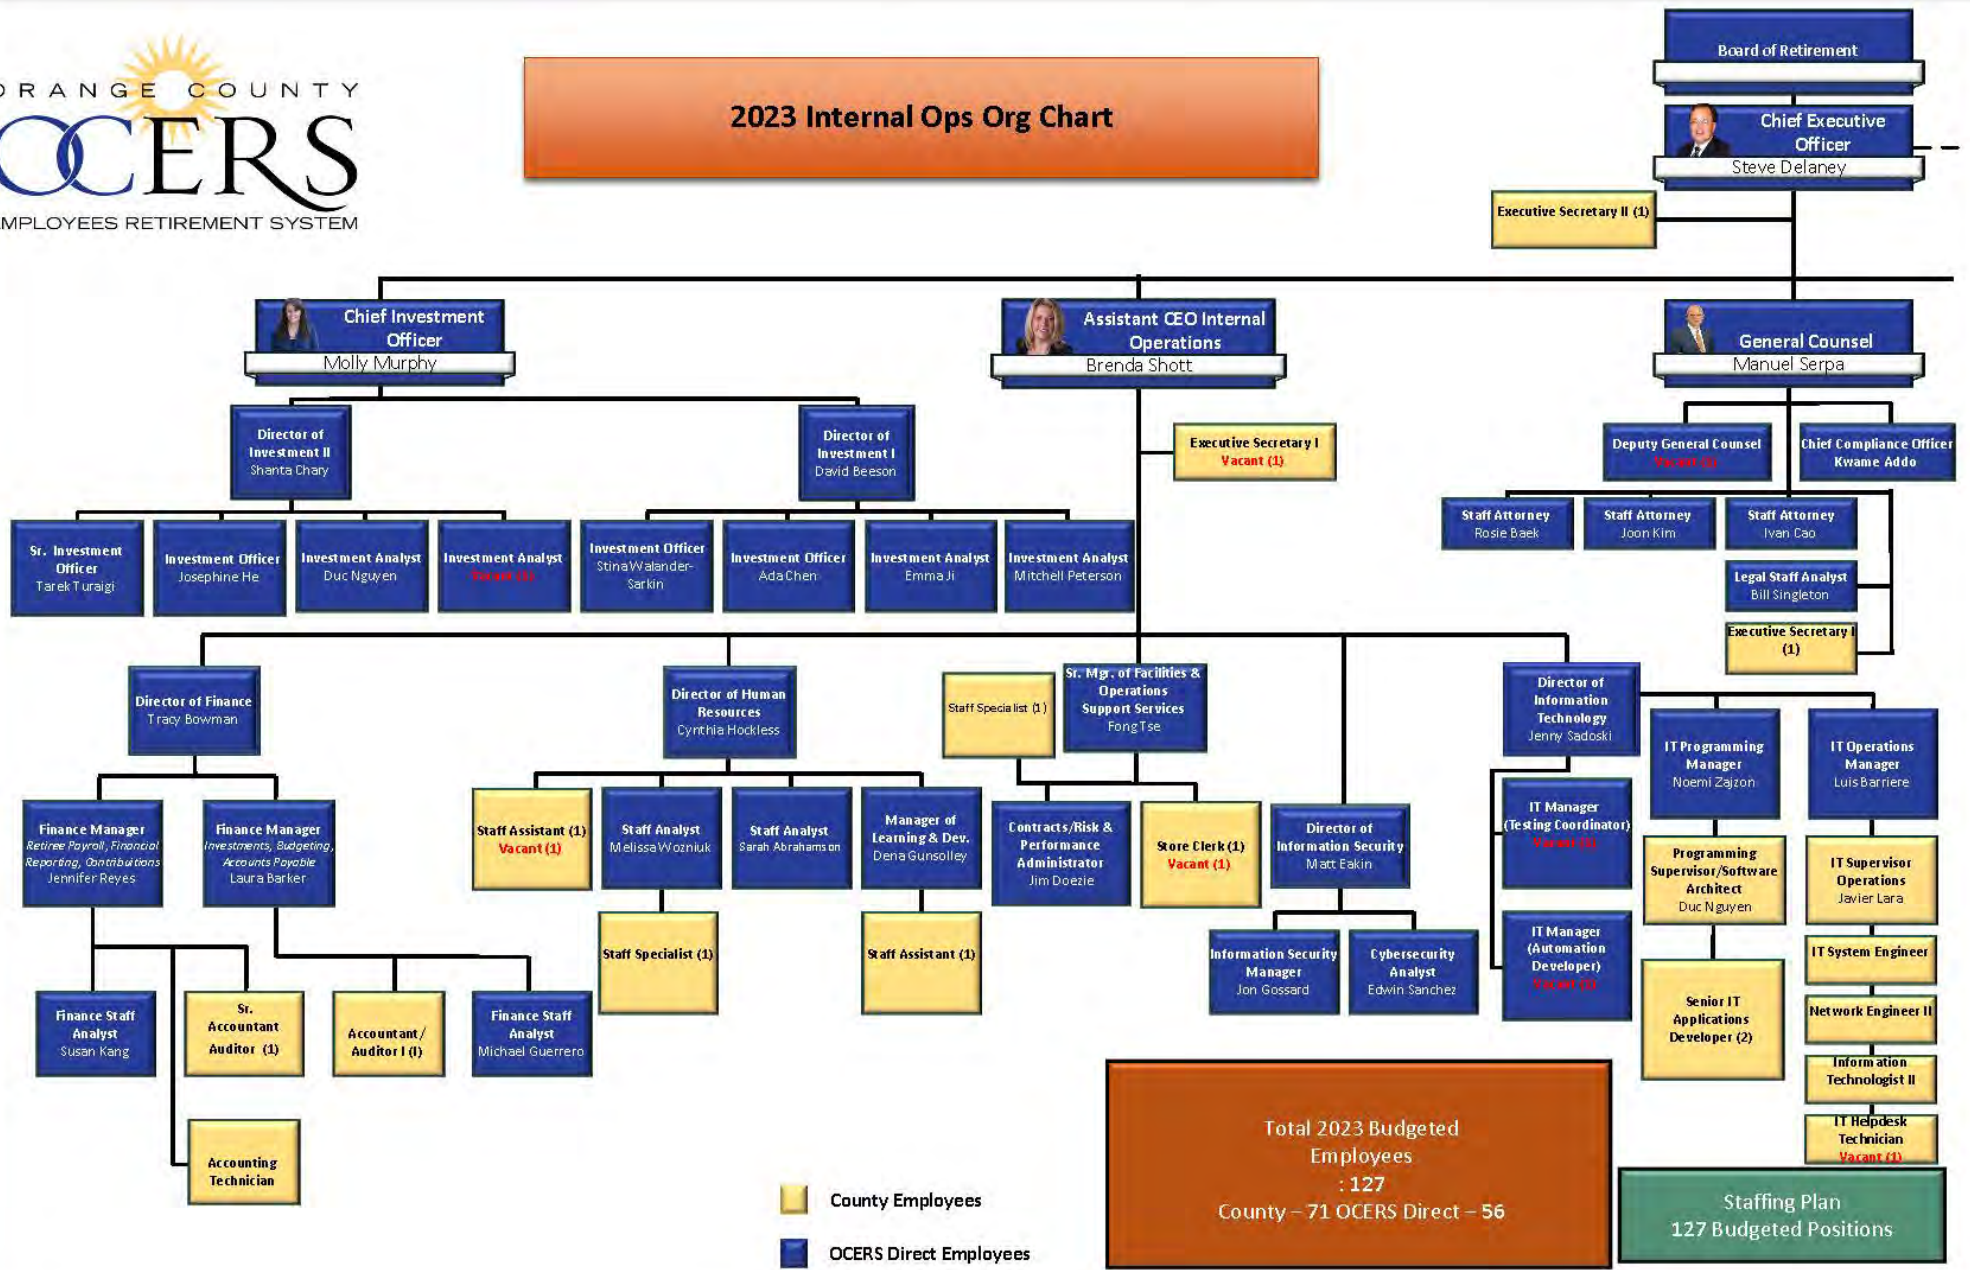 ORANGE COUNTY
OCERS
EMPLOYEES RETIREMENT SYSTEM
2023 Internal Ops Org Chart
Board of Retirement
Chief Executive
Officer
Steve Delaney
Executive Secretary II (1)
Chief Investment
Officer
Molly Murphy
Assistant CEO Internal
Operations
Brenda Shott
General Counsel
Manuel Serpa
Director of
Investment II
Shanta Chary
Director of
Investment I
David Beeson
Executive Secretary I
Vacant (1)
Deputy General Counsel
Vacant (1)
Chief Compliance Officer
Kwame Addo
Staff Attorney
Rosie Baek
Staff Attorney
Joon Kim
Staff Attorney
Ivan Cao
Legal Staff Analyst
Bill Singleton
Executive Secretary I
(1)
Sr. Investment
Officer
Tarek Turaigi
Investment Officer
Josephine He
Investment Analyst
Duc Nguyen
Investment Analyst
Vacant (1)
Investment Officer
Stina Walander-
Sarkin
Investment Officer
Ada Chen
Investment Analyst
Emma Ji
Investment Analyst
Mitchell Peterson
Director of Finance
Tracy Bowman
Director of Human
Resources
Cynthia Hockless
Staff Specialist (1)
Sr. Mgr. of Facilities &
Operations
Support Services
Fong Tse
Director of
Information
Technology
Jenny Sadoski
IT Programming
Manager
Noemi Zajzon
IT Operations
Manager
Luis Barriere
Finance Manager
Retiree Payroll, Financial
Reporting, Contribuitions
Jennifer Reyes
Finance Manager
Investments, Budgeting,
Accounts Payable
Laura Barker
Staff Assistant (1)
Vacant (1)
Staff Analyst
Melissa Wozniuk
Staff Analyst
Sarah Abrahamson
Manager of
Learning & Dev.
Dena Gunsolley
Contracts/Risk &
Performance
Administrator
Jim Doezie
Store Clerk (1)
Vacant (1)
Director of
Information Security
Matt Eakin
IT Manager
(Testing Coordinator)
Vacant (1)
Programming
Supervisor/Software
Architect
Duc Nguyen
IT Supervisor
Operations
Javier Lara
Staff Specialist (1)
Staff Assistant (1)
Information Security
Manager
Jon Gossard
Cybersecurity
Analyst
Edwin Sanchez
IT Manager
(Automation
Developer)
Vacant (1)
Senior IT
Applications
Developer (2)
IT System Engineer
Network Engineer II
Information
Technologist II
IT Helpdesk
Technician
Vacant (1)
Finance Staff
Analyst
Susan Kang
Sr.
Accountant
Auditor (1)
Accountant/
Auditor I (I)
Finance Staff
Analyst
Michael Guerrero
Accounting
Technician
County Employees
OCERS Direct Employees
Total 2023 Budgeted
Employees
: 127
County – 71 OCERS Direct – 56
Staffing Plan
127 Budgeted Positions